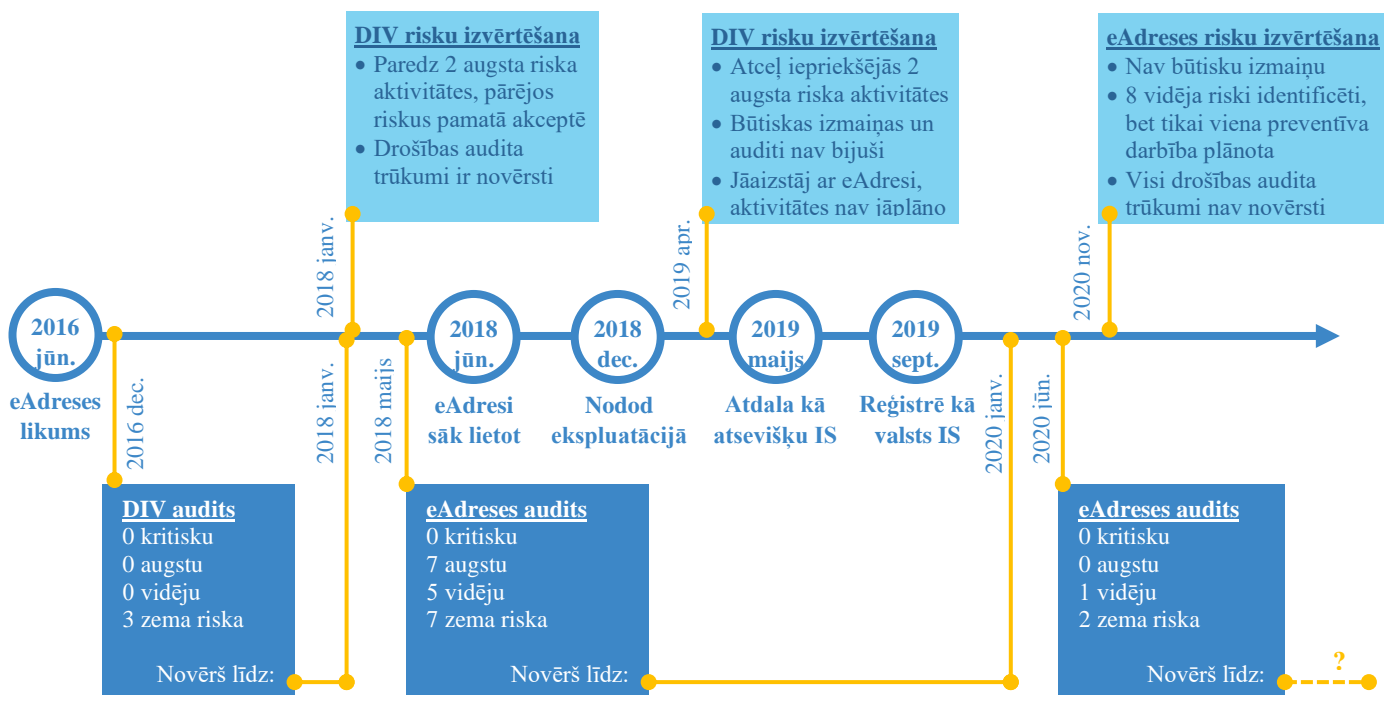 DIV risku izvērtēšana
• Paredz 2 augsta riska
aktivitātes, pārējos
riskus pamatā akceptē
• Drošības audita
trūkumi ir novērsti
DIV risku izvērtēšana
• Atceļ iepriekšējās 2
augsta riska aktivitātes
• Būtiskas izmaiņas un
auditi nav bijuši
• Jāaizstāj ar eAdresi,
aktivitātes nav jāplāno
eAdreses risku izvērtēšana
• Nav būtisku izmaiņu
• 8 vidēja riski identificēti,
bet tikai viena preventīva
darbība plānota
• Visi drošības audita
trūkumi nav novērsti
2018 janv.
2019 apr.
2020 nov.
2016
jūn.
eAdreses
likums
2018
jūn.
eAdresi
sāk lietot
2018
dec.
Nodod
ekspluatācijā
2019
maijs
Atdala kā
atsevišķu IS
2019
sept.
Reģistrē kā
valsts IS
2016 dec.
2018 janv.
2018 maijs
2020 janv.
2020 jūn.
DIV audits
0 kritisku
0 augstu
0 vidēju
3 zema riska
Novērš līdz:
eAdreses audits
0 kritisku
7 augstu
5 vidēju
7 zema riska
Novērš līdz:
eAdreses audits
0 kritisku
0 augstu
1 vidēju
2 zema riska
Novērš līdz:
?